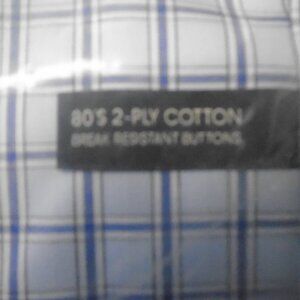 80'S 2-PLY COTTON
BREAK RESISTANT BUTTONS